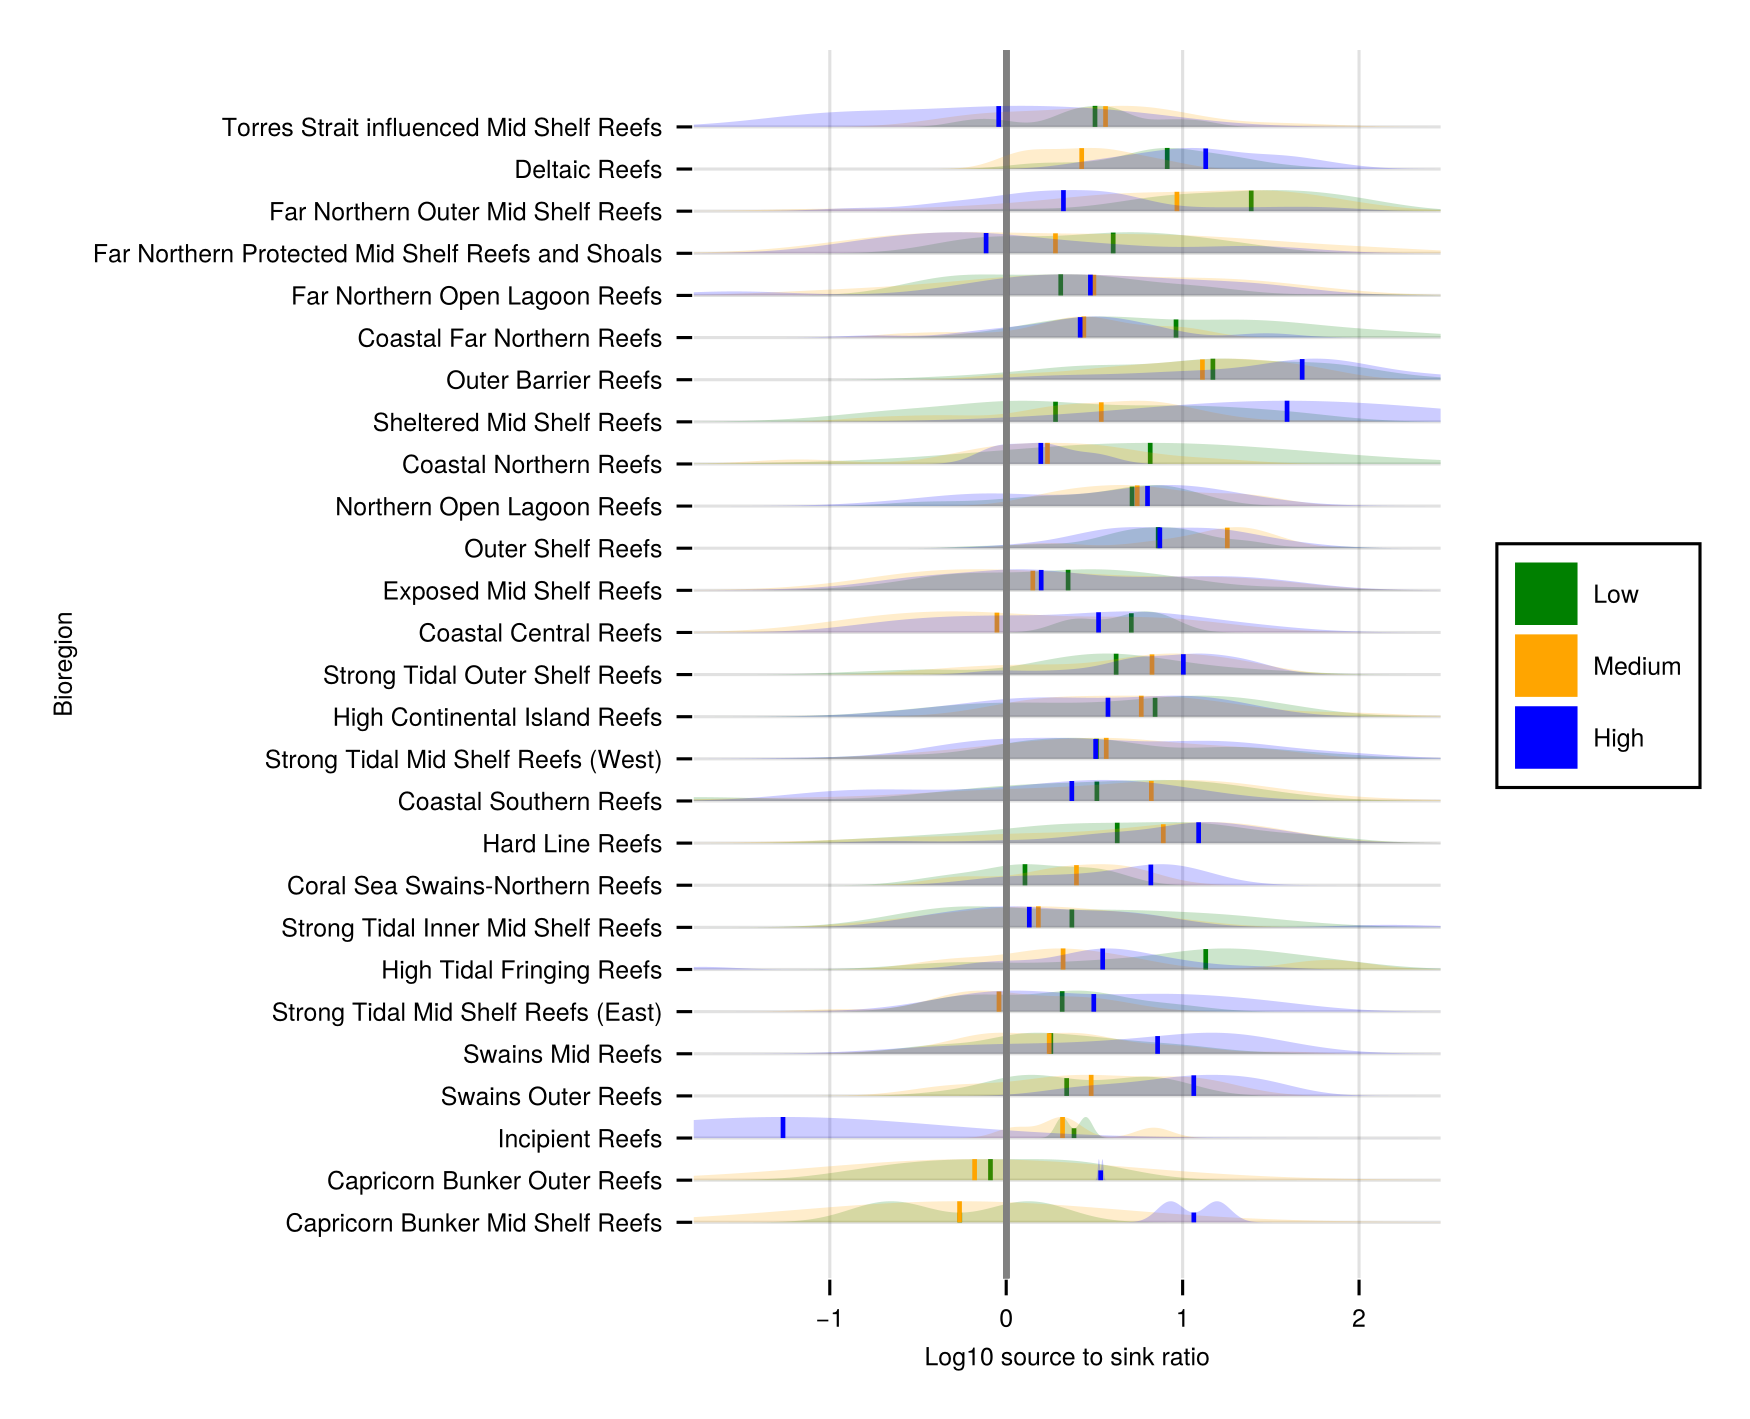 Torres Strait influenced Mid Shelf Reefs
Deltaic Reefs
Far Northern Outer Mid Shelf Reefs
Far Northern Protected Mid Shelf Reefs and Shoals
Far Northern Open Lagoon Reefs
Coastal Far Northern Reefs
Outer Barrier Reefs
Sheltered Mid Shelf Reefs
Coastal Northern Reefs
Northern Open Lagoon Reefs
Outer Shelf Reefs
Exposed Mid Shelf Reefs
Coastal Central Reefs
Strong Tidal Outer Shelf Reefs
High Continental Island Reefs
Strong Tidal Mid Shelf Reefs (West)
Coastal Southern Reefs
Hard Line Reefs
Coral Sea Swains-Northern Reefs
Strong Tidal Inner Mid Shelf Reefs
High Tidal Fringing Reefs
Strong Tidal Mid Shelf Reefs (East)
Swains Mid Reefs
Swains Outer Reefs
Incipient Reefs
Capricorn Bunker Outer Reefs
Capricorn Bunker Mid Shelf Reefs
Bioregion
−1 0 1 2
Log10 source to sink ratio
Low
Medium
High